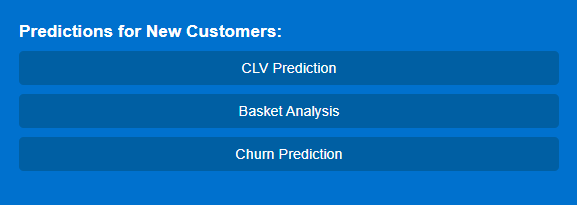 Predictions for New Customers:
CLV Prediction
Basket Analysis
Churn Prediction